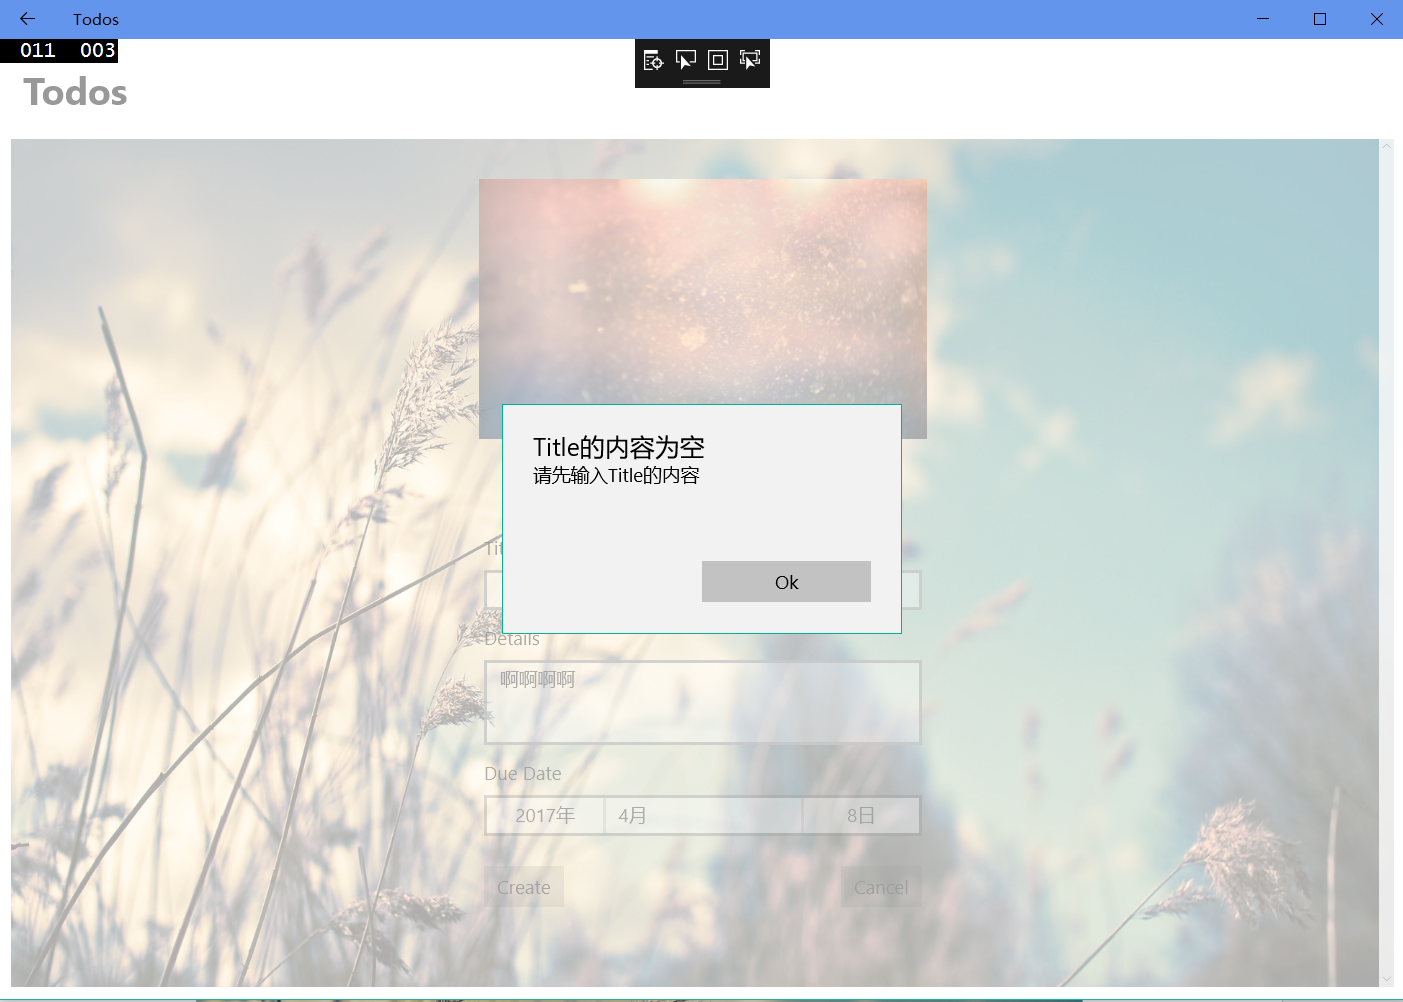 Todos
011 003
Todos
Title的内容为空
请先输入Title的内容
Ok
Details
啊啊啊啊
Due Date
2017年 4月 8日
Create Cancel